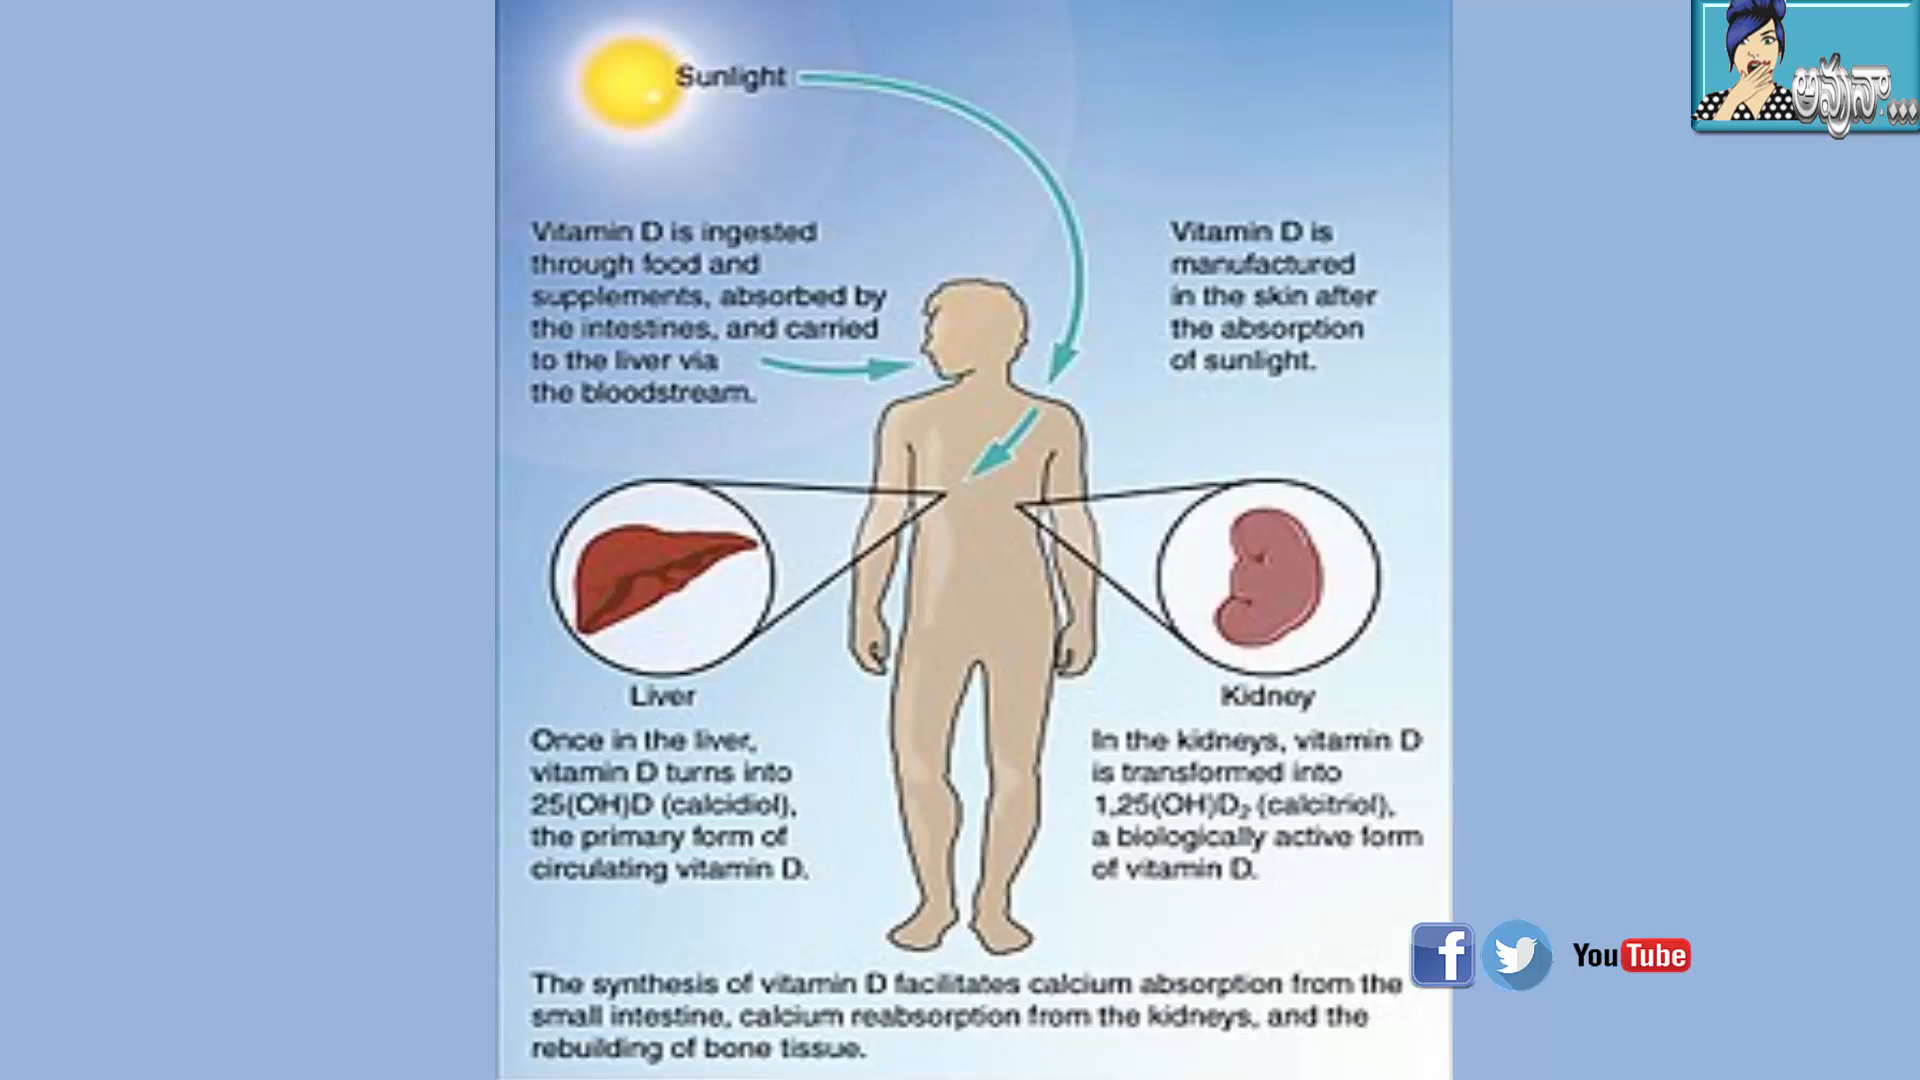 అవునా...
Sunlight
Vitamin D is ingested
through food and
supplements, absorbed by
the intestines, and carried
to the liver via
the bloodstream.
Vitamin D is
manufactured
in the skin after
the absorption
of sunlight.
Liver
Once in the liver,
vitamin D turns into
25(OH)D (calcidiol),
the primary form of
circulating vitamin D.
Kidney
In the kidneys, vitamin D
is transformed into
1,25(OH)D₂ (calcitriol),
a biologically active form
of vitamin D.
The synthesis of vitamin D facilitates calcium absorption from the
small intestine, calcium reabsorption from the kidneys, and the
rebuilding of bone tissue.
f
YouTube